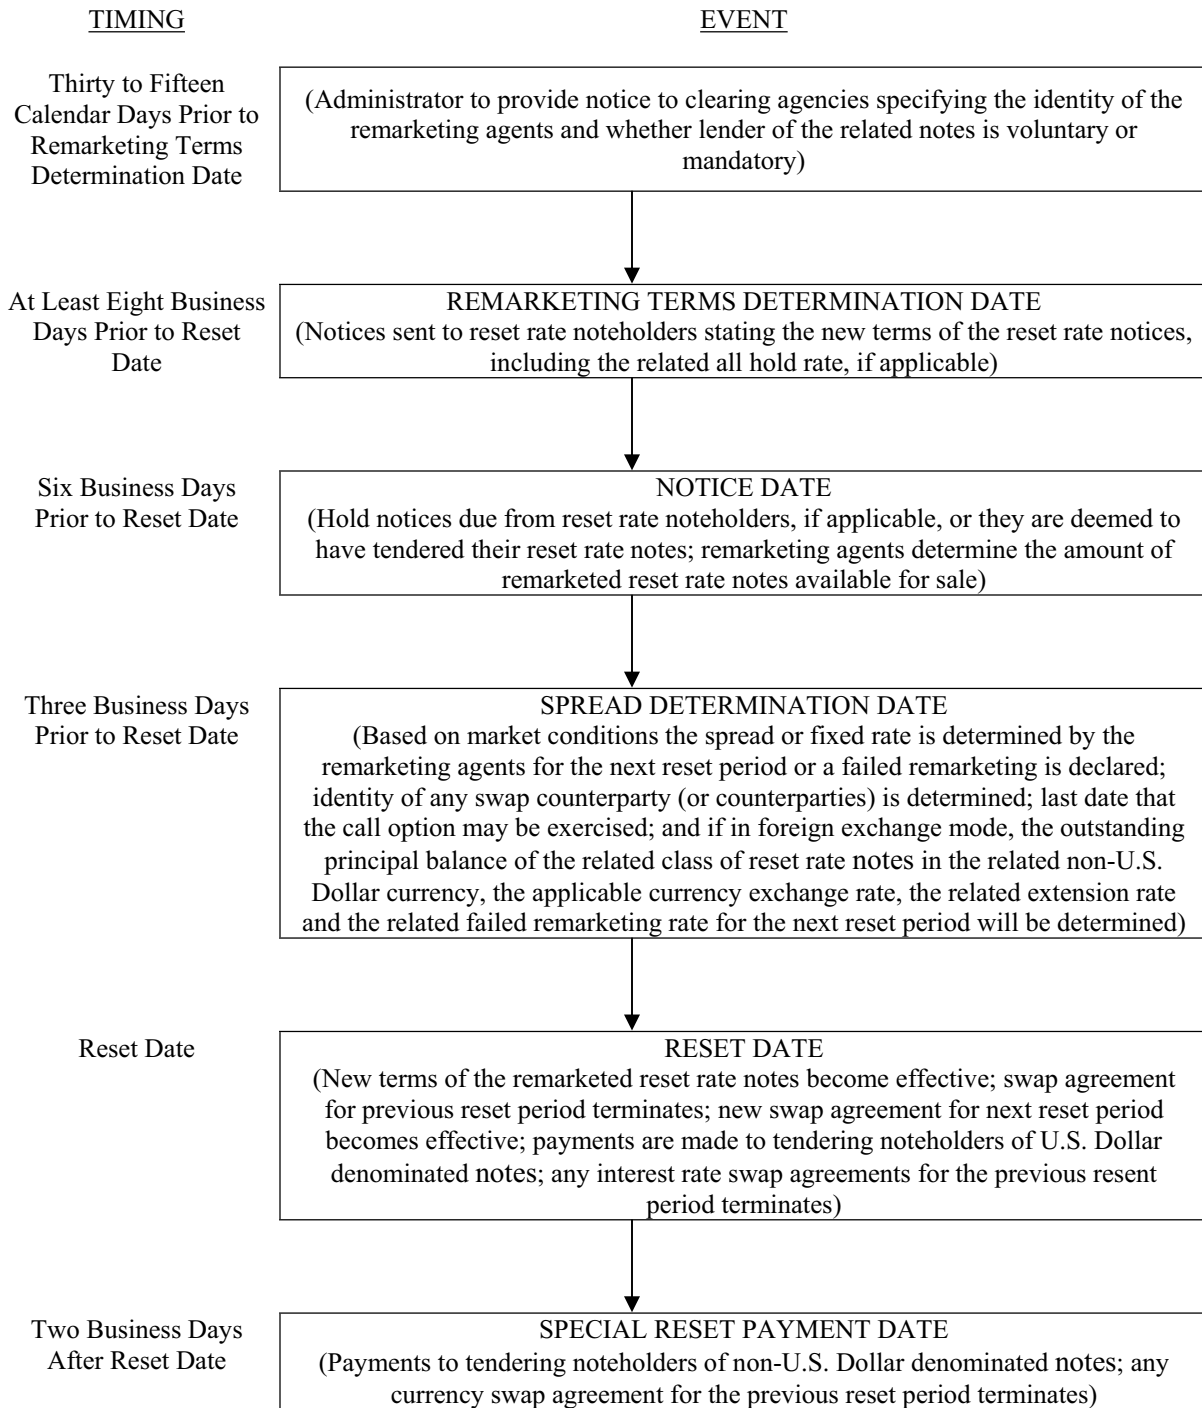 TIMING
EVENT
Thirty to Fifteen
Calendar Days Prior to
Remarketing Terms
Determination Date
(Administrator to provide notice to clearing agencies specifying the identity of the
remarketing agents and whether lender of the related notes is voluntary or
mandatory)
At Least Eight Business
Days Prior to Reset
Date
REMARKETING TERMS DETERMINATION DATE
(Notices sent to reset rate noteholders stating the new terms of the reset rate notices,
including the related all hold rate, if applicable)
Six Business Days
Prior to Reset Date
NOTICE DATE
(Hold notices due from reset rate noteholders, if applicable, or they are deemed to
have tendered their reset rate notes; remarketing agents determine the amount of
remarketed reset rate notes available for sale)
Three Business Days
Prior to Reset Date
SPREAD DETERMINATION DATE
(Based on market conditions the spread or fixed rate is determined by the
remarketing agents for the next reset period or a failed remarketing is declared;
identity of any swap counterparty (or counterparties) is determined; last date that
the call option may be exercised; and if in foreign exchange mode, the outstanding
principal balance of the related class of reset rate notes in the related non-U.S.
Dollar currency, the applicable currency exchange rate, the related extension rate
and the related failed remarketing rate for the next reset period will be determined)
Reset Date
RESET DATE
(New terms of the remarketed reset rate notes become effective; swap agreement
for previous reset period terminates; new swap agreement for next reset period
becomes effective; payments are made to tendering noteholders of U.S. Dollar
denominated notes; any interest rate swap agreements for the previous resent
period terminates)
Two Business Days
After Reset Date
SPECIAL RESET PAYMENT DATE
(Payments to tendering noteholders of non-U.S. Dollar denominated notes; any
currency swap agreement for the previous reset period terminates)